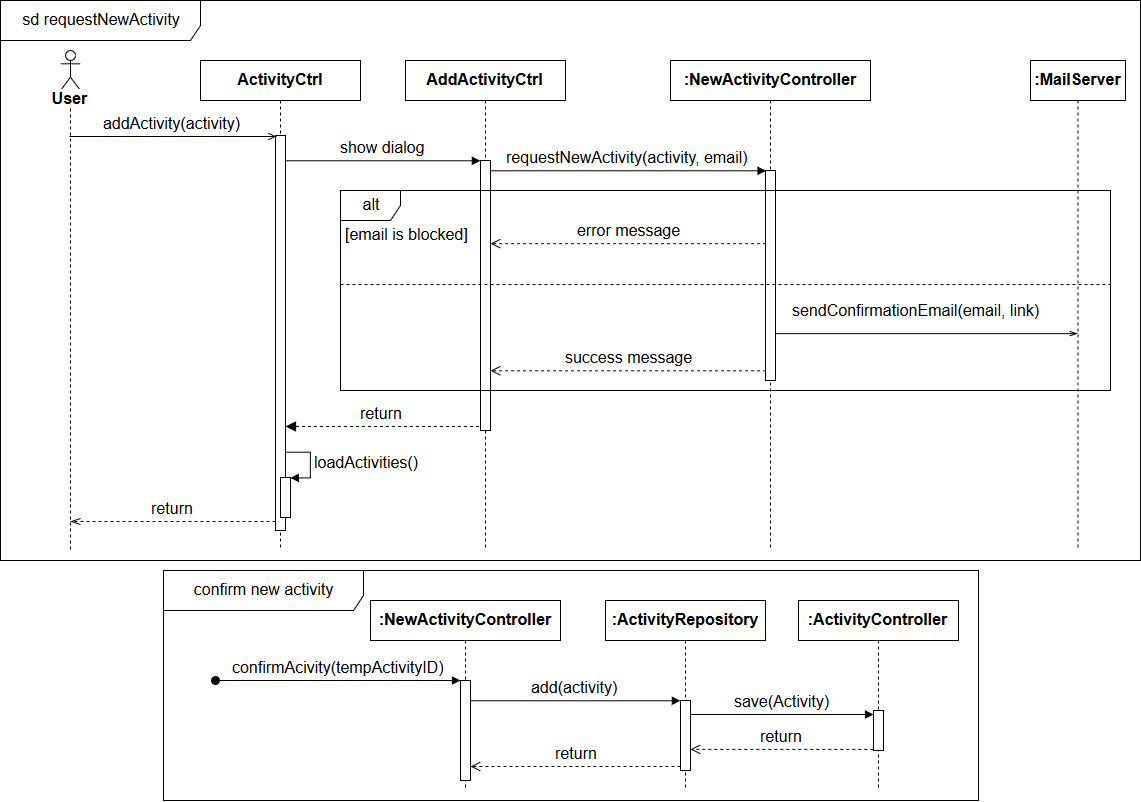 sd requestNewActivity
User
ActivityCtrl
AddActivityCtrl
:NewActivityController
:MailServer
addActivity(activity)
show dialog
requestNewActivity(activity, email)
alt
[email is blocked]
error message
sendConfirmationEmail(email, link)
success message
return
loadActivities()
return
confirm new activity
:NewActivityController
:ActivityRepository
:ActivityController
confirmAcivity(tempActivityID)
add(activity)
save(Activity)
return
return